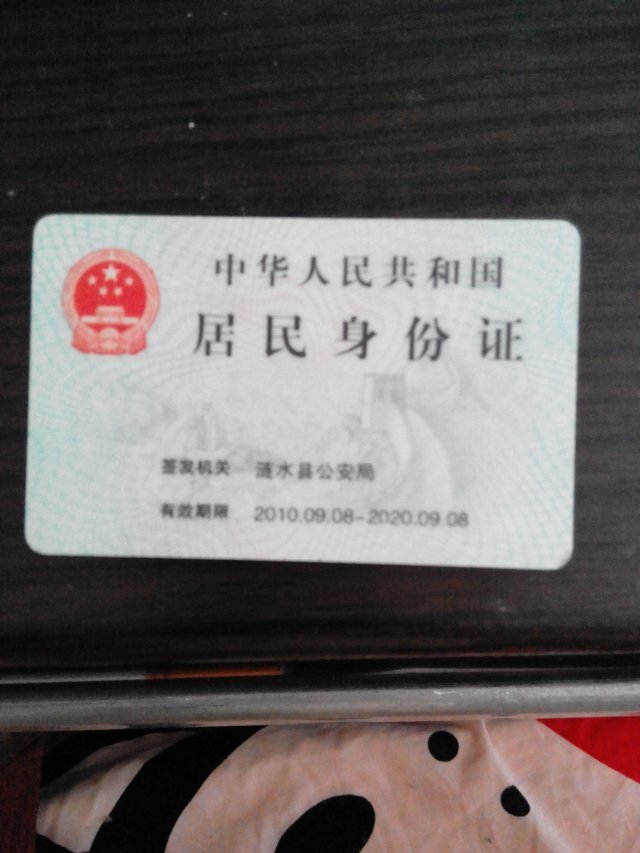 中华人民共和国
居民身份证
签发机关 涟水县公安局
有效期限 2010.09.08-2020.09.08